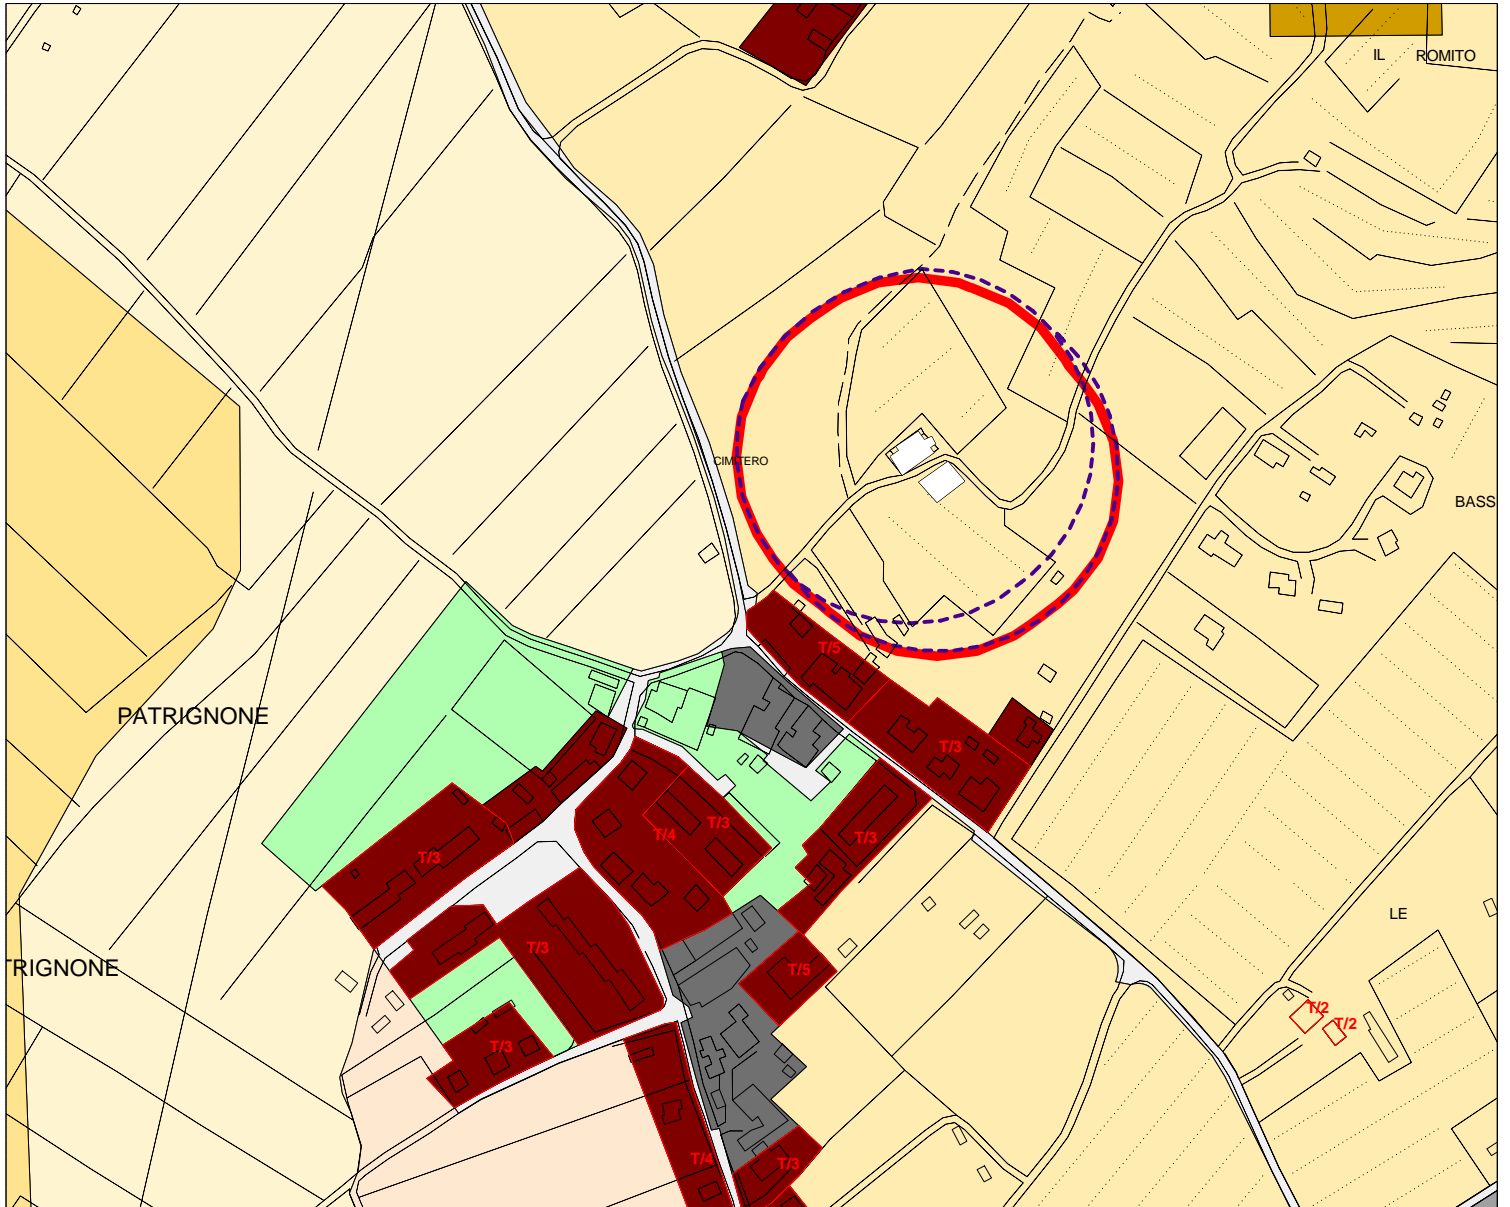 IL ROMITO
CIMITERO
BASS
T/5
PATRIGNONE
T/3
T/3
T/4
T/3
T/3
LE
T/3
TRIGNONE
T/5
T/2
T/2
T/3
T/4
T/3